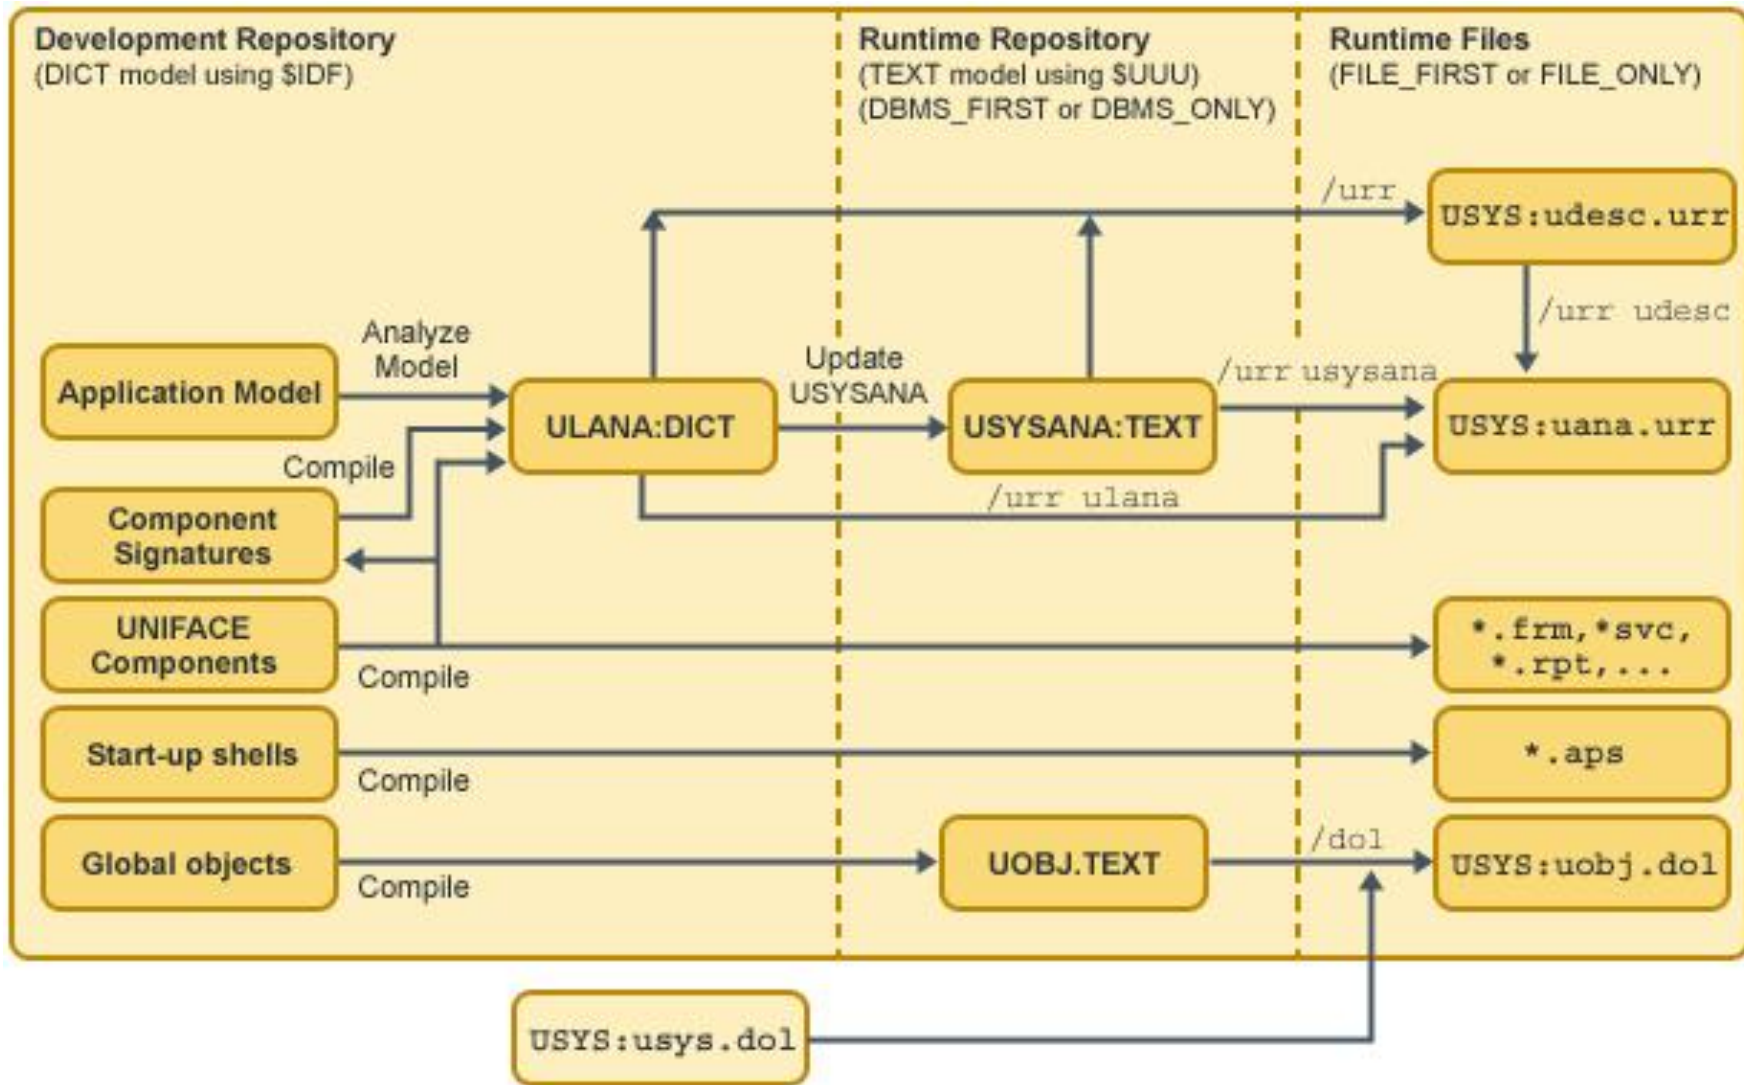 Development Repository
(DICT model using $IDF)
Runtime Repository
(TEXT model using $UUU)
(DBMS_FIRST or DBMS_ONLY)
Runtime Files
(FILE_FIRST or FILE_ONLY)
/urr
USYS:udesc.urr
/urr udesc
Analyze
Model
Application Model
Update
USYSANA
/urr usysana
ULANA:DICT
USYSANA:TEXT
USYS:uana.urr
Compile
/urr ulana
Component
Signatures
UNIFACE
Components
Compile
*.frm,*svc,
*.rpt,...
Start-up shells
Compile
*.aps
Global objects
Compile
UOBJ.TEXT
/dol
USYS:uobj.dol
USYS:usys.dol